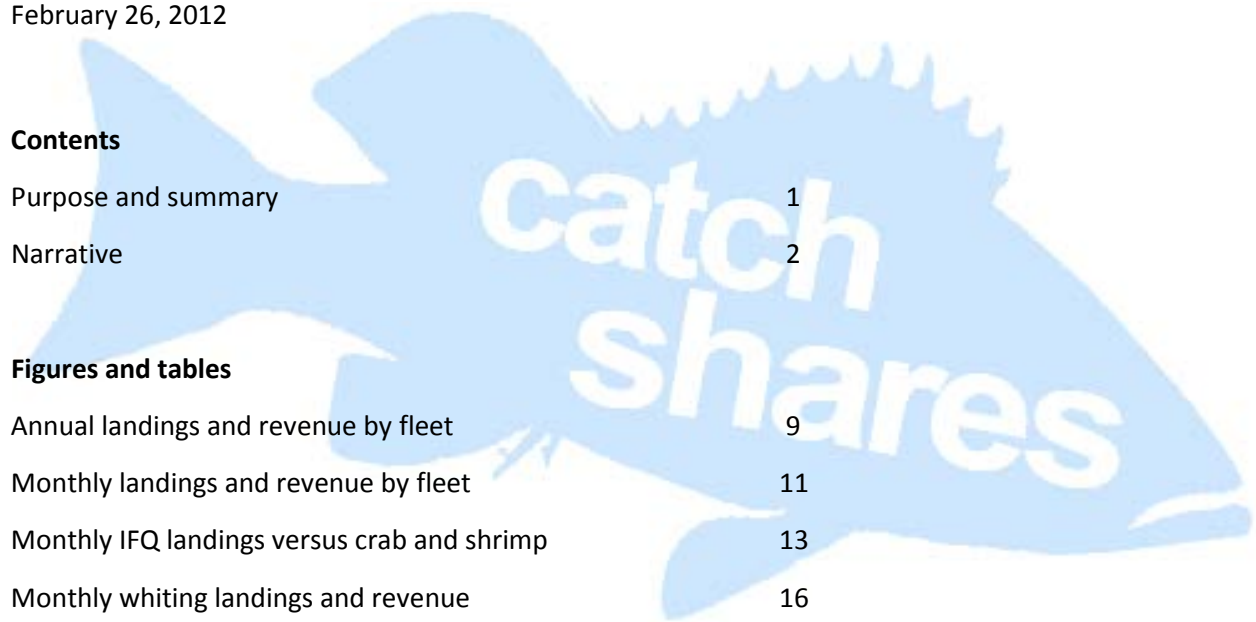 February 26, 2012
Contents
Purpose and summary 1
Narrative 2
catch
shares
Figures and tables
Annual landings and revenue by fleet 9
Monthly landings and revenue by fleet 11
Monthly IFQ landings versus crab and shrimp 13
Monthly whiting landings and revenue 16